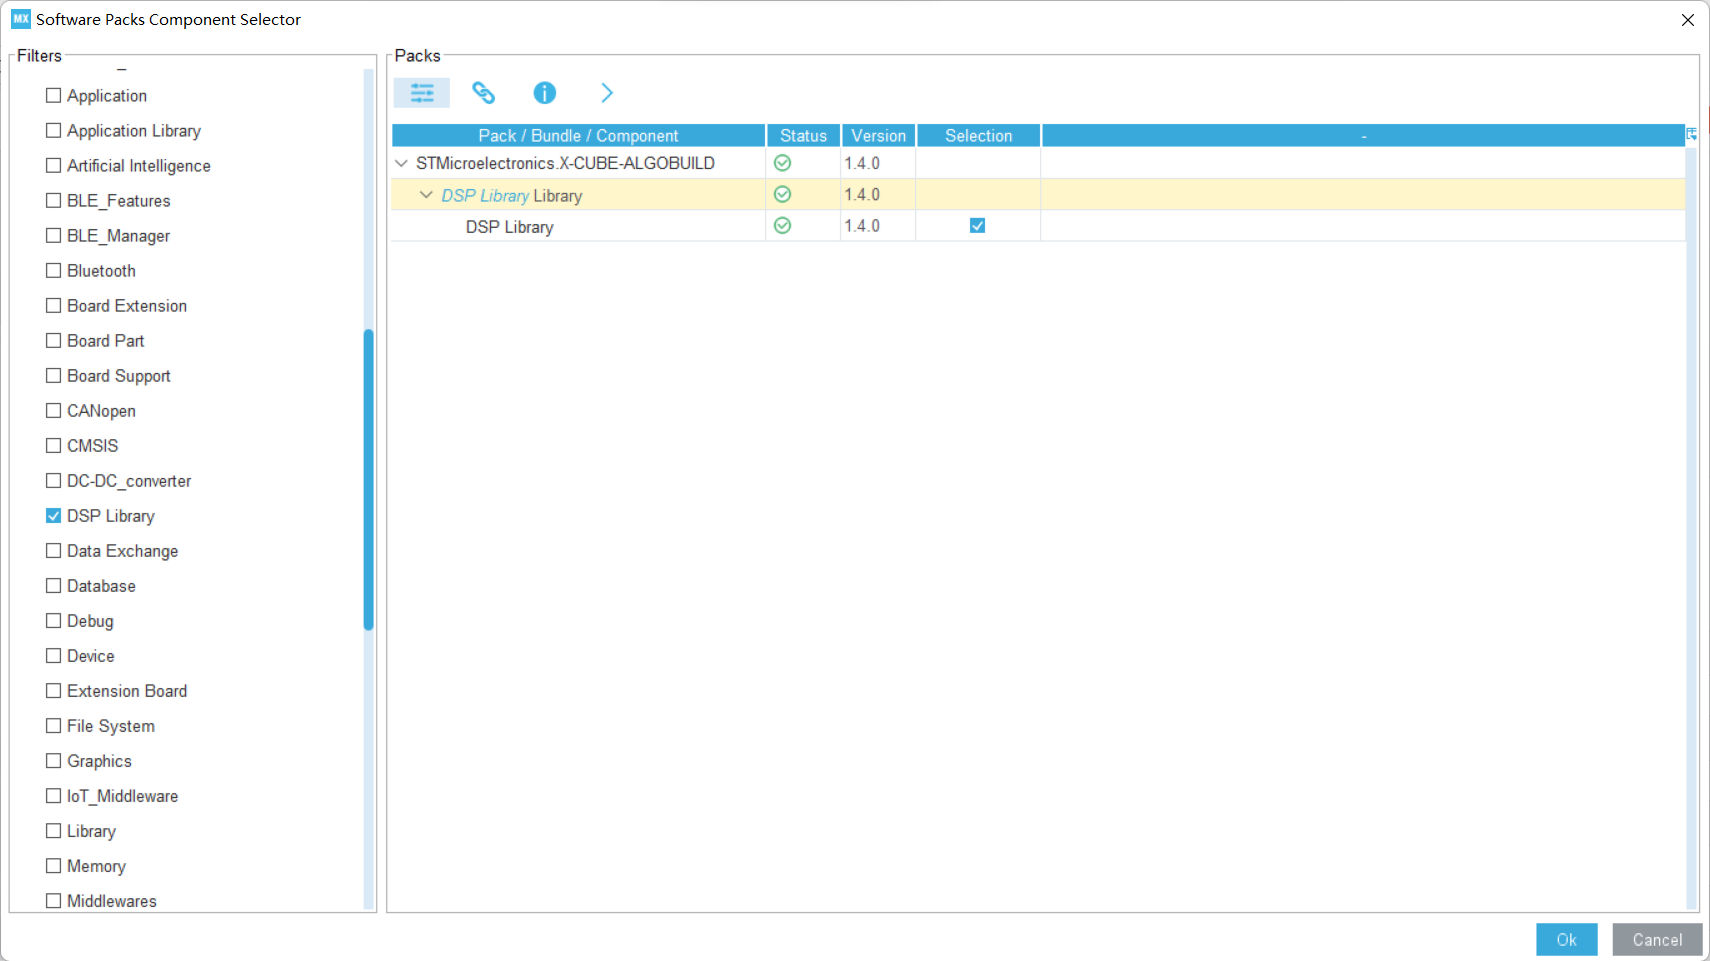 MX Software Packs Component Selector
Filters
Application
Application Library
Artificial Intelligence
BLE_Features
BLE_Manager
Bluetooth
Board Extension
Board Part
Board Support
CANopen
CMSIS
DC-DC_converter
DSP Library
Data Exchange
Database
Debug
Device
Extension Board
File System
Graphics
IoT_Middleware
Library
Memory
Middlewares
Packs
Pack / Bundle / Component Status Version Selection -
STMicroelectronics.X-CUBE-ALGOBUILD 1.4.0
DSP Library Library 1.4.0
DSP Library 1.4.0
Ok Cancel